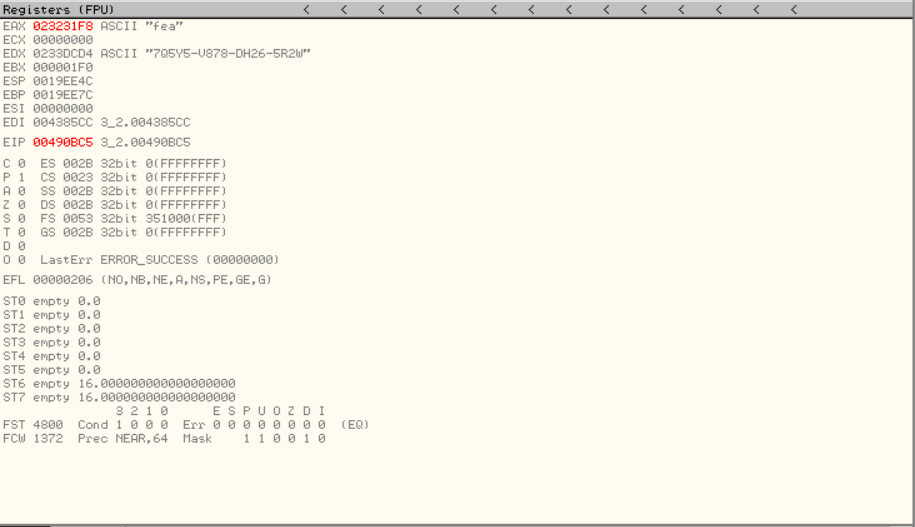 Registers (FPU) < < < < < < < < < < < < < <
EAX 023231F8 ASCII "fea"
ECX 00000000
EDX 0233DCD4 ASCII "7Q5Y5-V878-DH26-5R2W"
EBX 000001F0
ESP 0019EE4C
EBP 0019EE7C
ESI 00000000
EDI 004385CC 3_2.004385CC
EIP 00490BC5 3_2.00490BC5
C 0 ES 002B 32bit 0(FFFFFFFF)
P 1 CS 0023 32bit 0(FFFFFFFF)
A 0 SS 002B 32bit 0(FFFFFFFF)
Z 0 DS 002B 32bit 0(FFFFFFFF)
S 0 FS 0053 32bit 351000(FFF)
T 0 GS 002B 32bit 0(FFFFFFFF)
D 0
O 0 LastErr ERROR_SUCCESS (00000000)
EFL 00000206 (NO,NB,NE,A,NS,PE,GE,G)
ST0 empty 0.0
ST1 empty 0.0
ST2 empty 0.0
ST3 empty 0.0
ST4 empty 0.0
ST5 empty 0.0
ST6 empty 16.000000000000000000
ST7 empty 16.000000000000000000
3 2 1 0 E S P U O Z D I
FST 4800 Cond 1 0 0 0 Err 0 0 0 0 0 0 0 0 (EQ)
FCW 1372 Prec NEAR,64 Mask 1 1 0 0 1 0